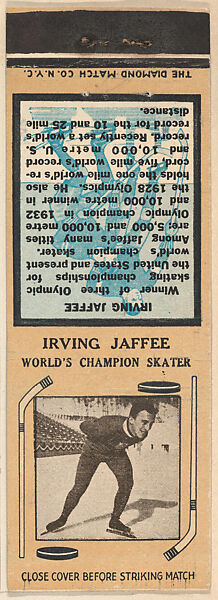 THE DIAMOND MATCH CO. N.Y.C.
IRVING JAFFEE
Winner of three Olympic
skating championships for
the United States and present
world's champion skater.
Among Jaffee's many titles
are; 5,000 and 10,000 metre
Olympic champion in 1932
and 10,000 metre winner in
the 1928 Olympics. He also
holds the mile world's re-
cord, five mile world's record
and 10,000 metre U. S.
Record. Recently set a world's
record for 10 mile and 25 mile
distance.
IRVING JAFFEE
WORLD'S CHAMPION SKATER
CLOSE COVER BEFORE STRIKING MATCH